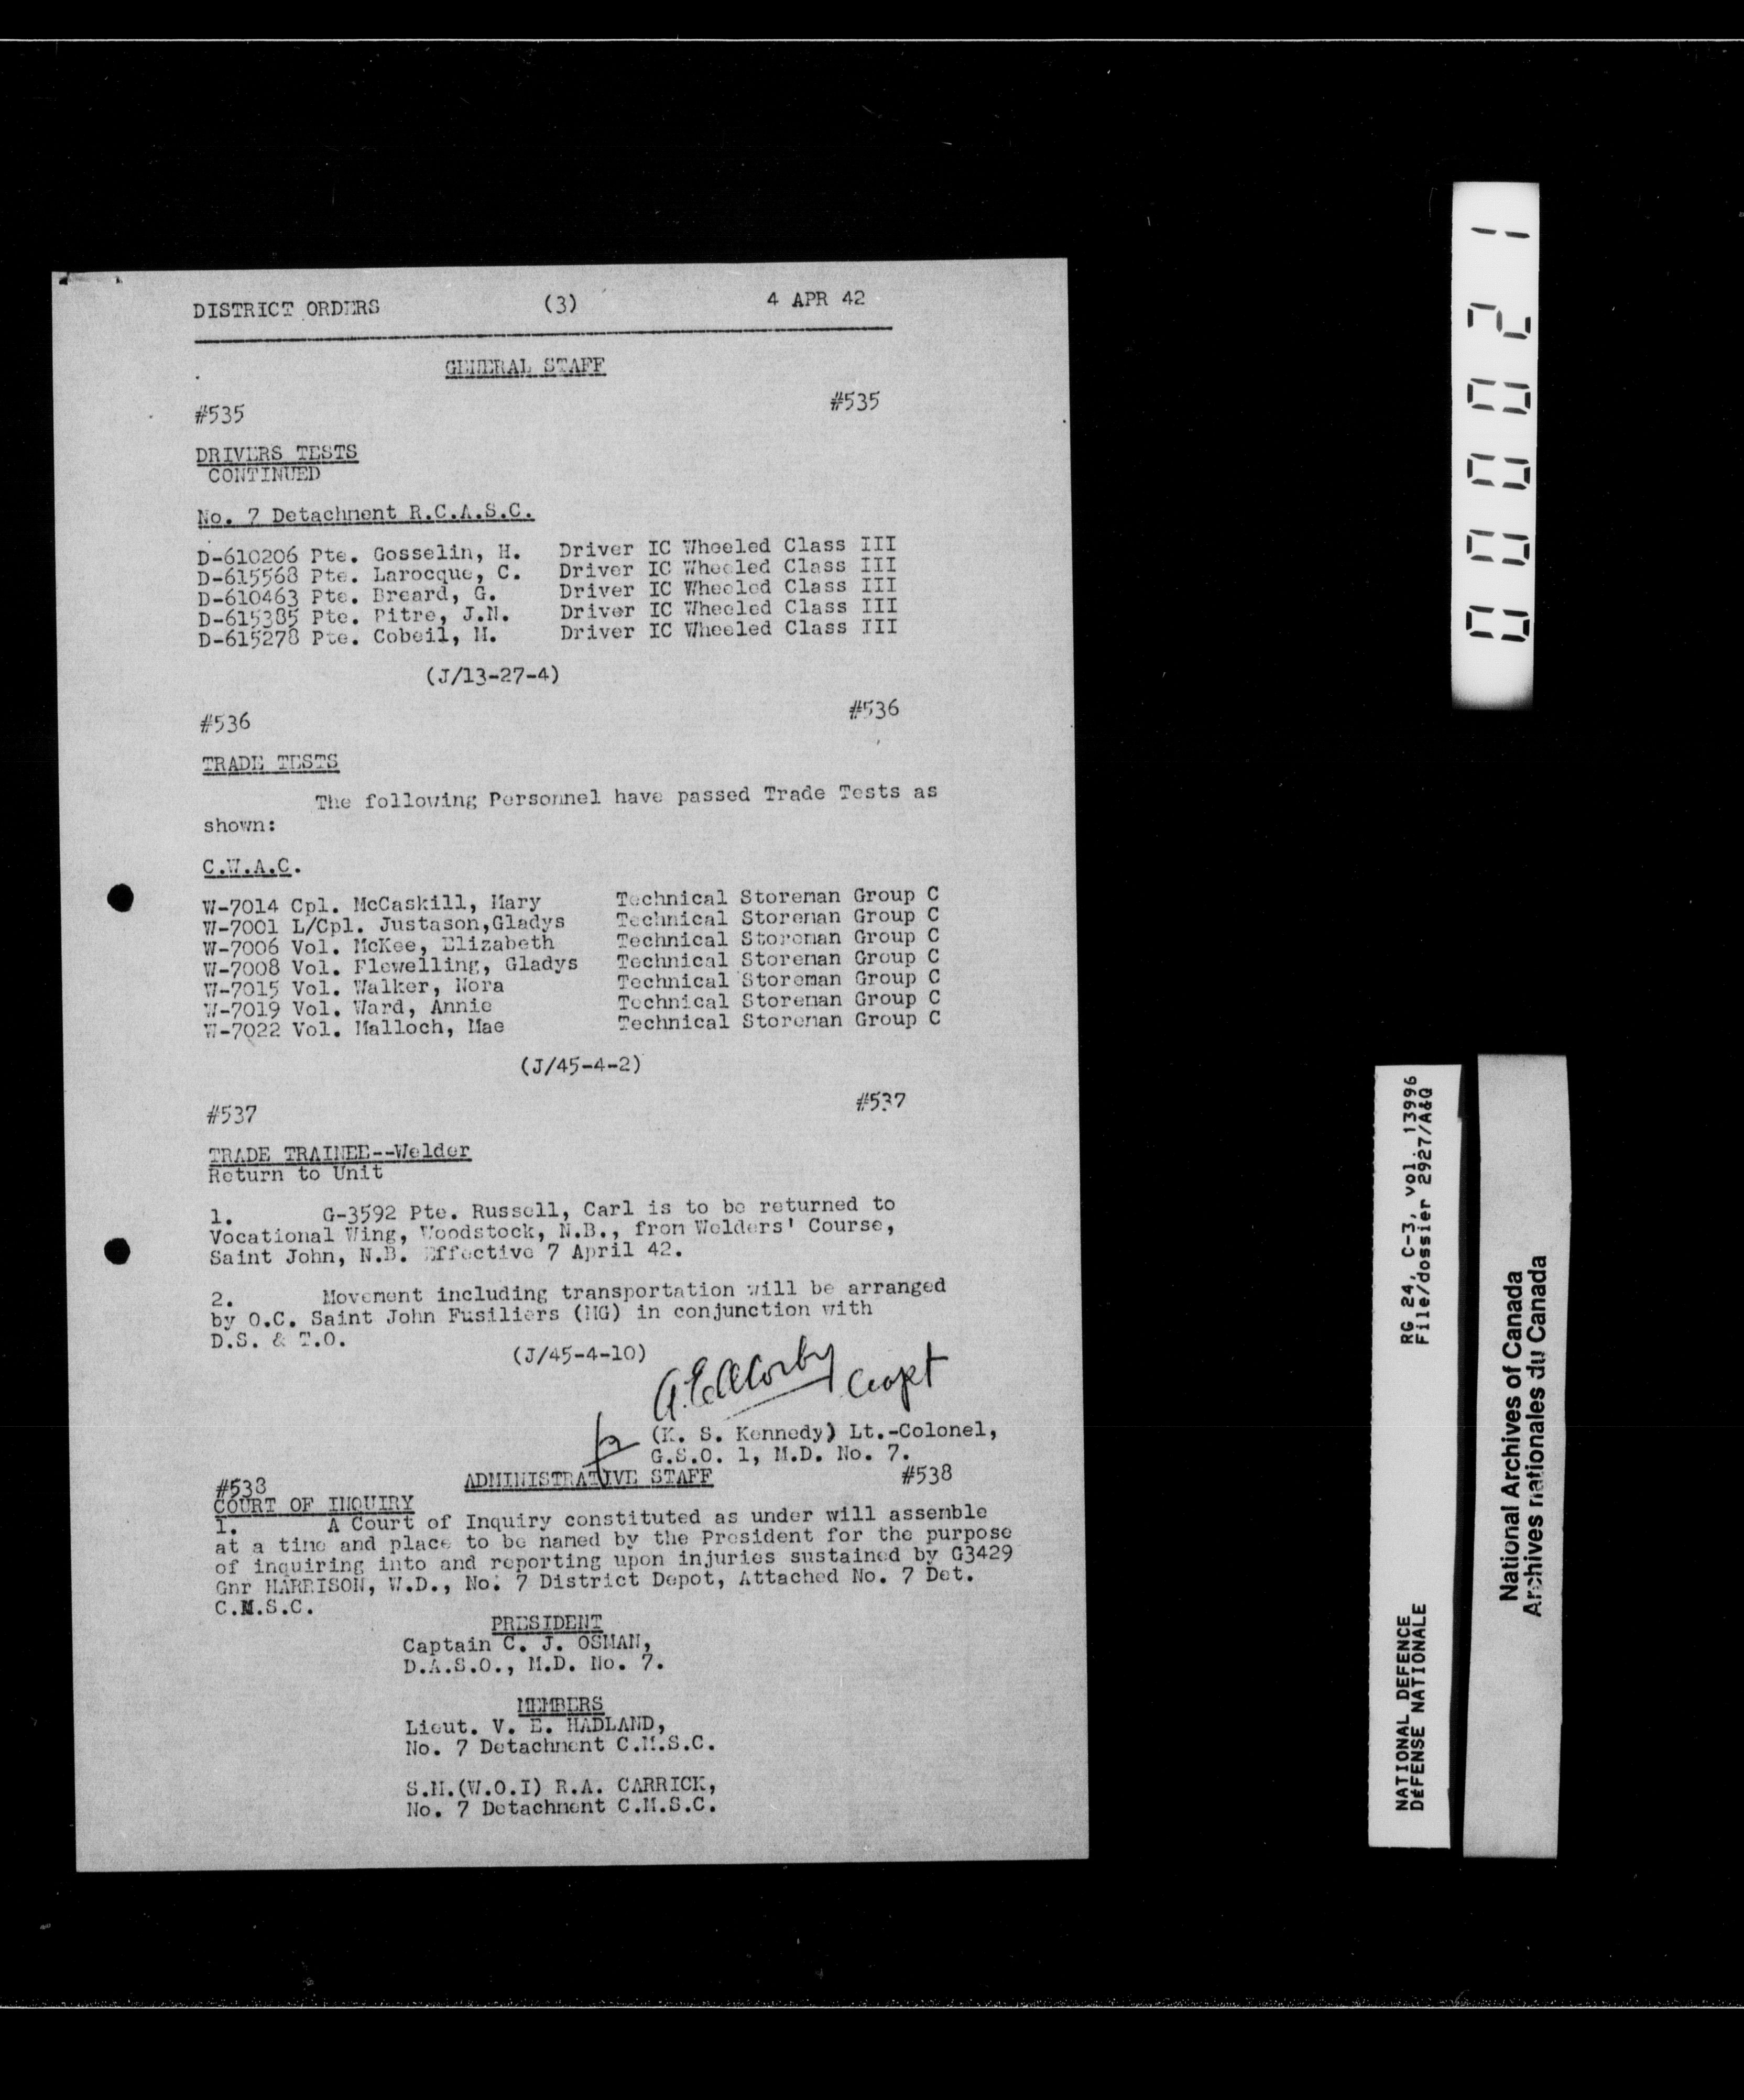 DISTRICT ORDERS (3) 4 APR 42
GENERAL STAFF
#535 #535
DRIVERS TESTS
CONTINUED
No. 7 Detachment R.C.A.S.C.
D-610206 Pte. Gosselin, H. Driver IC Wheeled Class III
D-615568 Pte. Larocque, C. Driver IC Wheeled Class III
D-610463 Pte. Breard, G. Driver IC Wheeled Class III
D-615385 Pte. Pitre, J.N. Driver IC Wheeled Class III
D-615278 Pte. Cobeil, M. Driver IC Wheeled Class III
(J/13-27-4)
#536 #536
TRADE TESTS
The following Personnel have passed Trade Tests as
shown:
C.W.A.C.
W-7014 Cpl. McCaskill, Mary Technical Storeman Group C
W-7001 L/Cpl. Justason,Gladys Technical Storeman Group C
W-7006 Vol. McKee, Elizabeth Technical Storeman Group C
W-7008 Vol. Flewelling, Gladys Technical Storeman Group C
W-7015 Vol. Walker, Nora Technical Storeman Group C
W-7019 Vol. Ward, Annie Technical Storeman Group C
W-7022 Vol. Malloch, Mae Technical Storeman Group C
(J/45-4-2)
#537 #537
TRADE TRAINEE--Welder
Return to Unit
1. G-3592 Pte. Russell, Carl is to be returned to
Vocational Wing, Woodstock, N.B., from Welders' Course,
Saint John, N.B. Effective 7 April 42.
2. Movement including transportation will be arranged
by O.C. Saint John Fusiliers (MG) in conjunction with
D.S. & T.O.
(J/45-4-10)
Capt
(K. S. Kennedy) Lt.-Colonel,
G.S.O. 1, M.D. No. 7.
#538 ADMINISTRATIVE STAFF #538
COURT OF INQUIRY
1. A Court of Inquiry constituted as under will assemble
at a time and place to be named by the President for the purpose
of inquiring into and reporting upon injuries sustained by G3429
Gnr HARRISON, W.D., No. 7 District Depot, Attached No. 7 Det.
C.M.S.C.
PRESIDENT
Captain C. J. OSMAN,
D.A.S.O., M.D. No. 7.
MEMBERS
Lieut. V. E. HADLAND,
No. 7 Detachment C.M.S.C.
S.M.(W.O.I) R.A. CARRICK,
No. 7 Detachment C.M.S.C.
000021
NATIONAL DEFENCE RG 24, C-3, vol. 13996
DéFENSE NATIONALE File/dossier 2927/A&Q
National Archives of Canada
Archives nationales du Canada